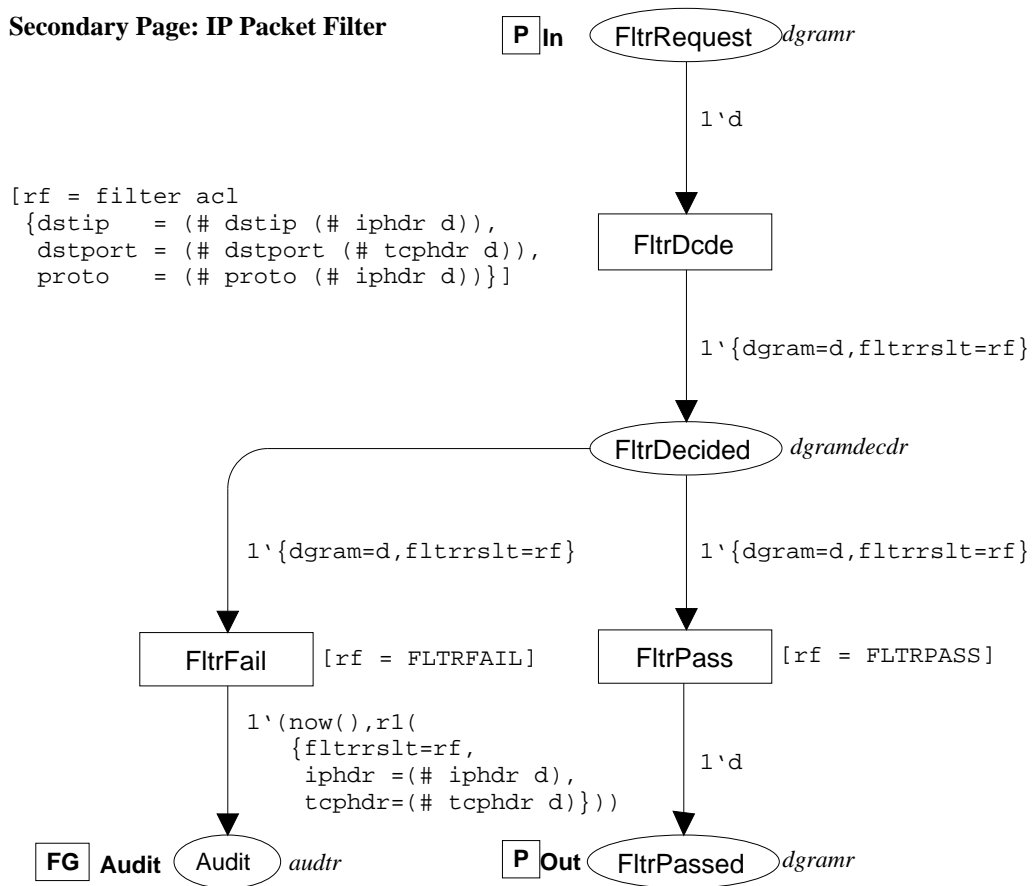 Secondary Page: IP Packet Filter
P In FltrRequest dgramr
1`d
[rf = filter acl
{dstip = (# dstip (# iphdr d)),
dstport = (# dstport (# tcphdr d)),
proto = (# proto (# iphdr d))}]
FltrDcde
1`{dgram=d,fltrrslt=rf}
FltrDecided dgramdecdr
1`{dgram=d,fltrrslt=rf}
1`{dgram=d,fltrrslt=rf}
FltrFail [rf = FLTRFAIL]
FltrPass [rf = FLTRPASS]
1`(now(),r1(
{fltrrslt=rf,
iphdr =(# iphdr d),
tcphdr=(# tcphdr d)}))
1`d
FG Audit Audit audtr
P Out FltrPassed dgramr